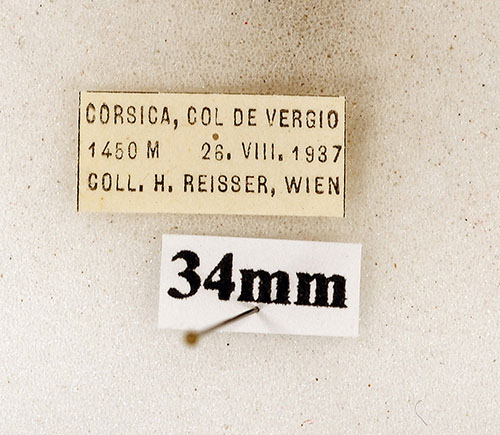 CORSICA, COL DE VERGIO
1450 M 26. VIII. 1937
COLL. H. REISSER, WIEN
34mm